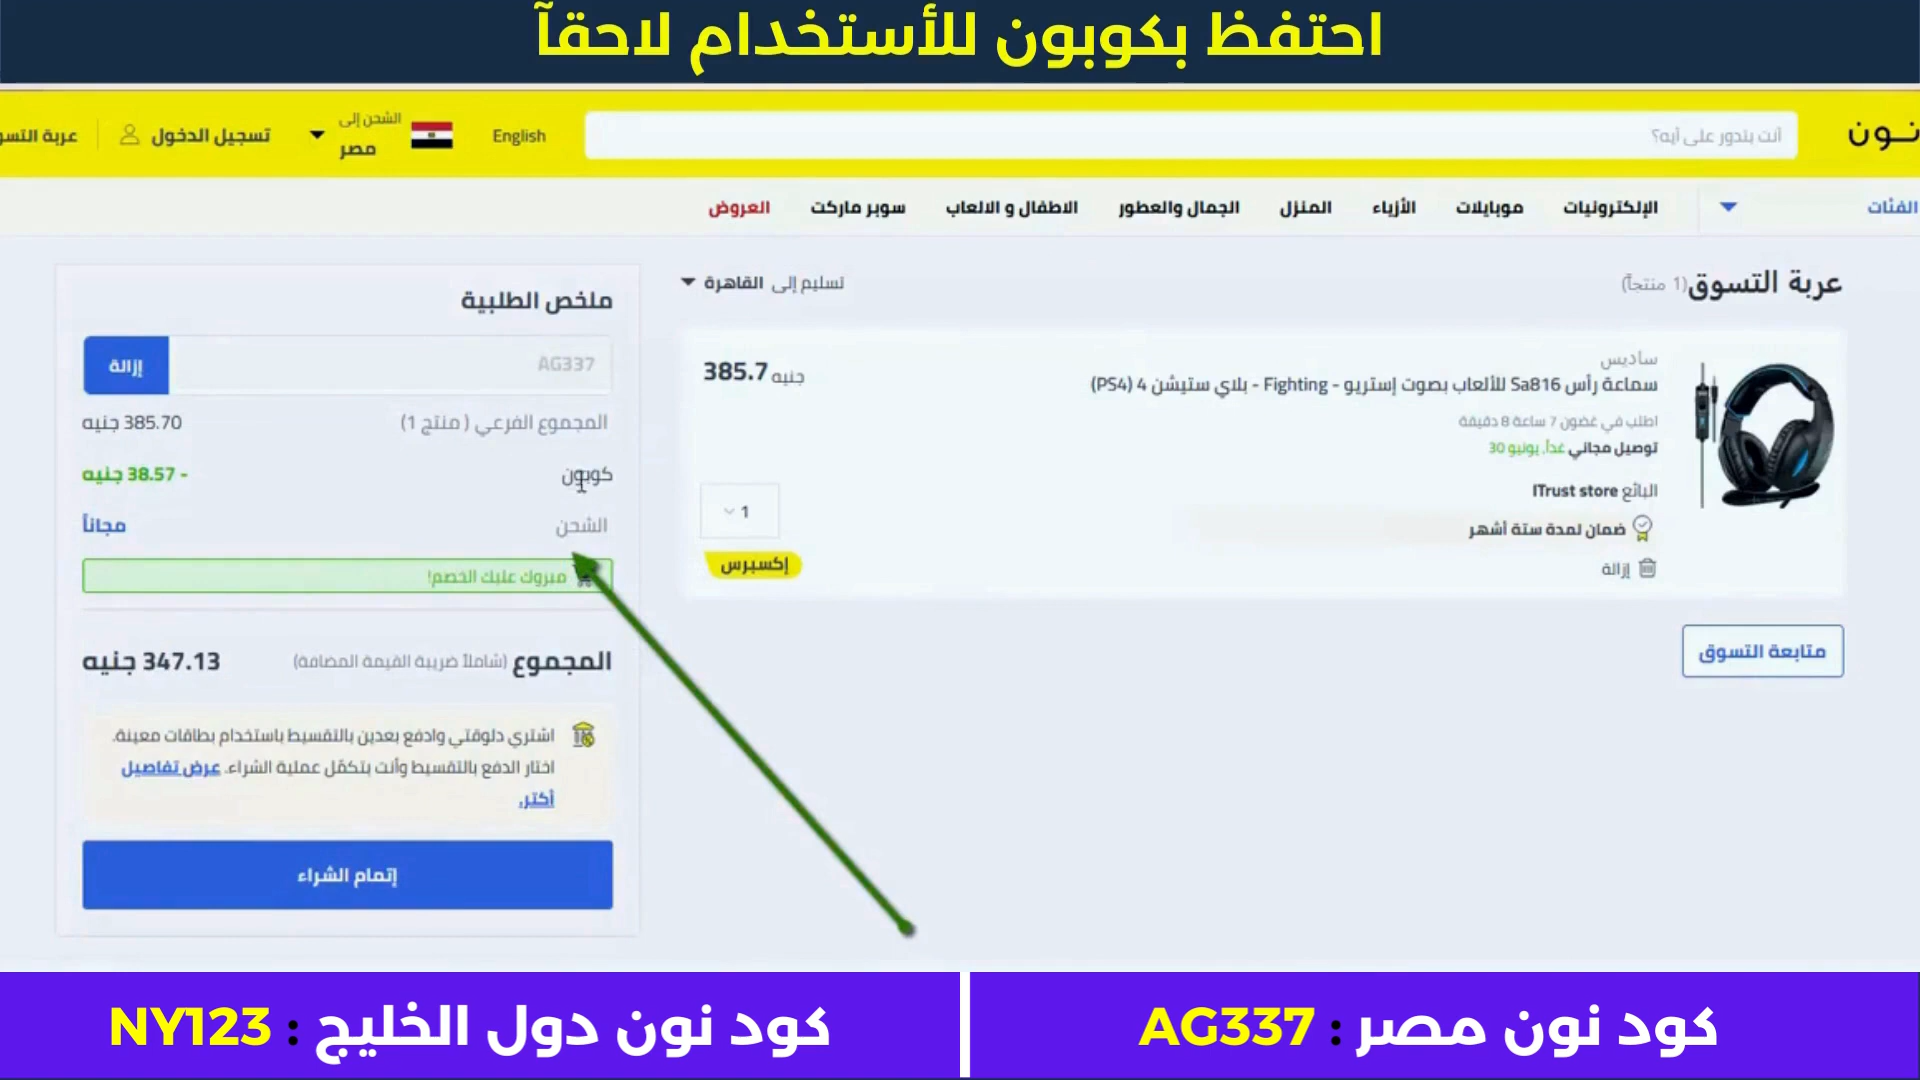 احتفظ بكوبون للأستخدام لاحقآ
نون
أنت بتدور على أيه؟
English
الشحن إلى
مصر
تسجيل الدخول
عربة
الفئات
الإلكترونيات
موبايلات
الأزياء
المنزل
الجمال والعطور
الاطفال و الالعاب
سوبر ماركت
العروض
عربة التسوق (1 منتجاً)
تسليم إلى القاهرة
ساديس
سماعة رأس Sa816 للألعاب بصوت إستريو - Fighting - بلاي ستيشن 4 (PS4)
جنيه 385.7
اطلب في غضون 7 ساعة 8 دقيقة
توصيل مجاني غداً، يونيو 30
البائع ITrust store
ضمان لمدة ستة أشهر
إزالة
1
إكسبرس
متابعة التسوق
ملخص الطلبية
AG337
إزالة
المجموع الفرعي ( منتج 1)
385.70 جنيه
كوبون
- 38.57 جنيه
الشحن
مجاناً
مبروك عليك الخصم!
المجموع (شاملاً ضريبة القيمة المضافة)
347.13 جنيه
اشتري دلوقتي وادفع بعدين بالتقسيط باستخدام بطاقات معينة.
اختار الدفع بالتقسيط وأنت بتكمّل عملية الشراء. عرض تفاصيل
أكتر.
إتمام الشراء
كود نون مصر : AG337
كود نون دول الخليج : NY123